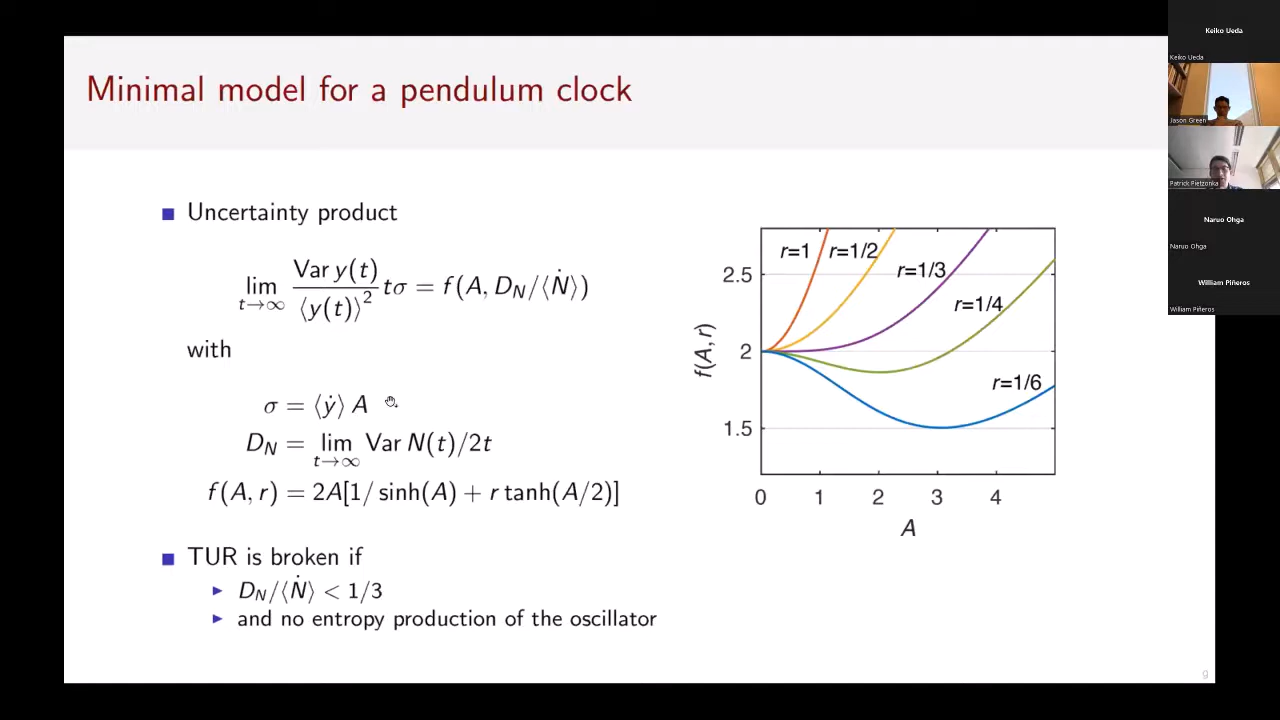 Minimal model for a pendulum clock
■ Uncertainty product
lim t→∞ Var y(t) / ⟨y(t)⟩² tσ = f(A, D_N/⟨Ṅ⟩)
with
σ = ⟨ẏ⟩ A
D_N = lim t→∞ Var N(t)/2t
f(A, r) = 2A[1/ sinh(A) + r tanh(A/2)]
■ TUR is broken if
▶ D_N/⟨Ṅ⟩ < 1/3
▶ and no entropy production of the oscillator
r=1
r=1/2
r=1/3
r=1/4
r=1/6
2.5
2
1.5
f(A, r)
0 1 2 3 4
A
9
Keiko Ueda
Keiko Ueda
Jason Green
Patrick Pietzonka
Naruo Ohga
Naruo Ohga
William Piñeros
William Piñeros